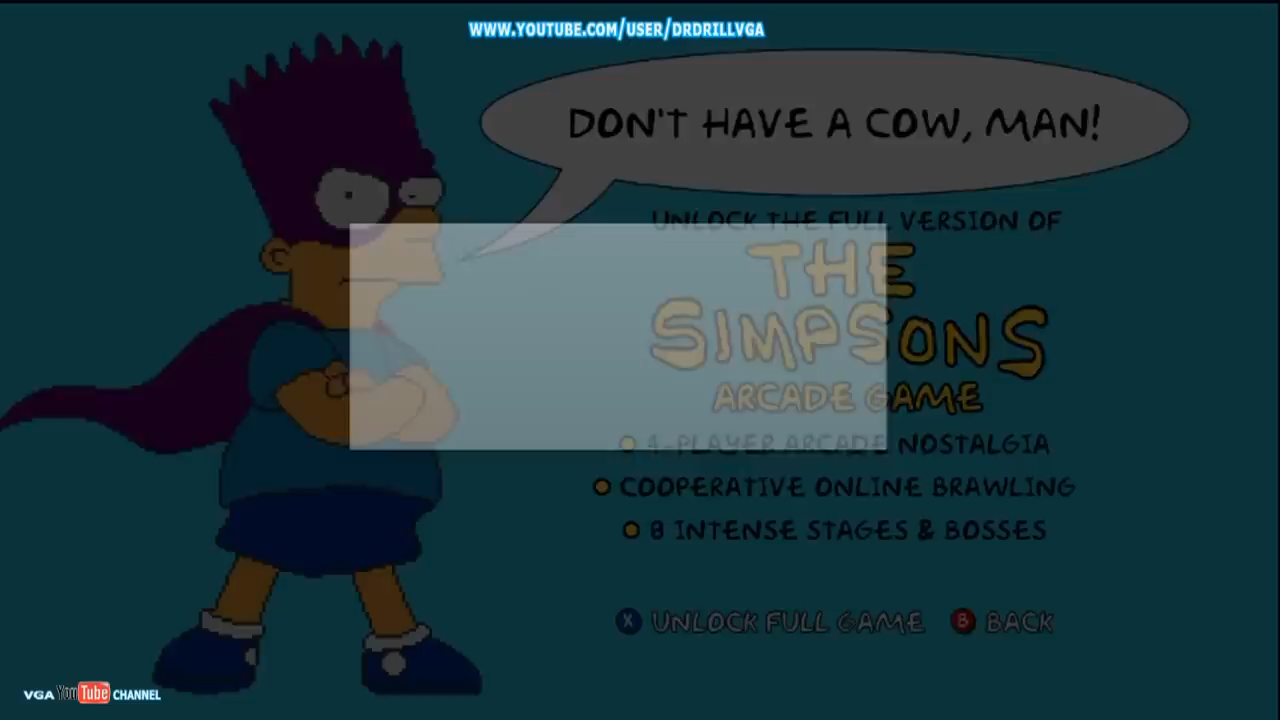 WWW.YOUTUBE.COM/USER/DRDRILLVGA
DON'T HAVE A COW, MAN!
UNLOCK THE FULL VERSION OF
THE
SIMPSONS
ARCADE GAME
4-PLAYER ARCADE NOSTALGIA
COOPERATIVE ONLINE BRAWLING
8 INTENSE STAGES & BOSSES
X UNLOCK FULL GAME B BACK
VGA YouTube CHANNEL